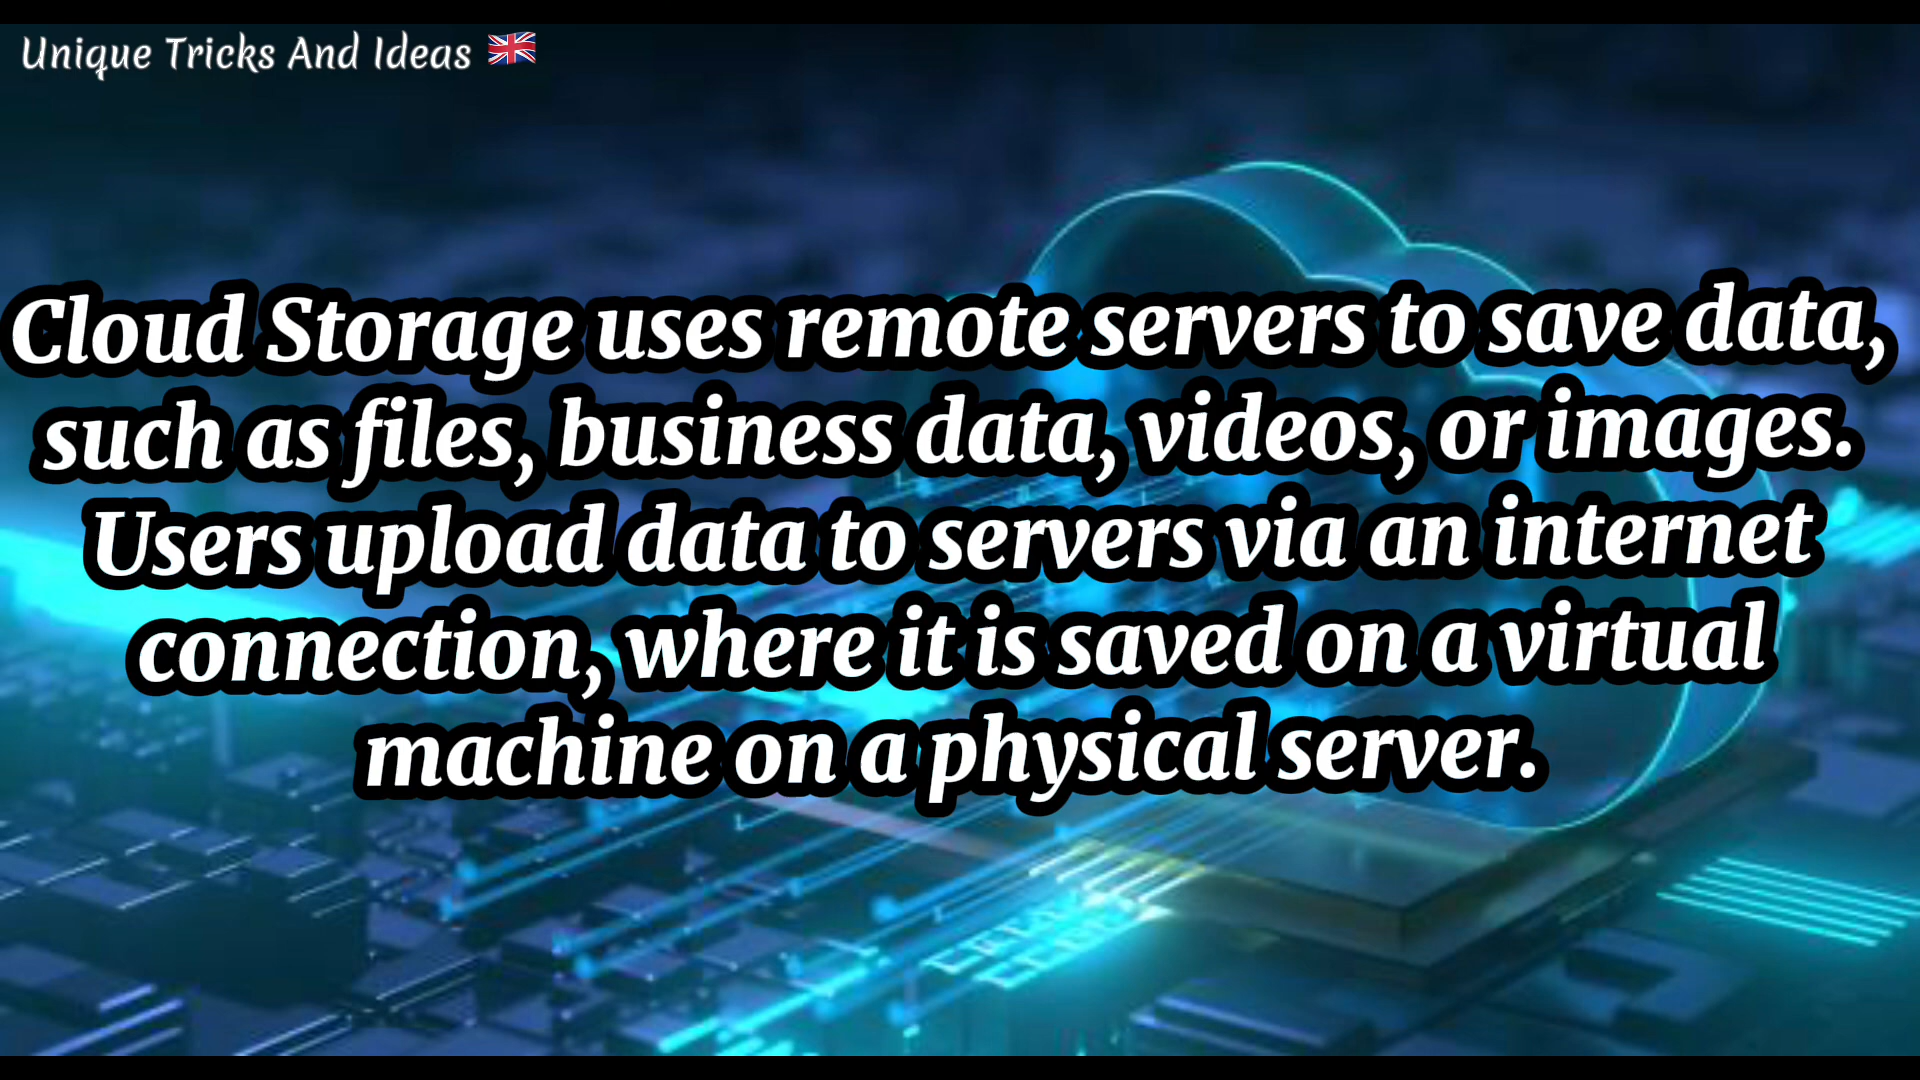 Unique Tricks And Ideas 🇬🇧
Cloud Storage uses remote servers to save data,
such as files, business data, videos, or images.
Users upload data to servers via an internet
connection, where it is saved on a virtual
machine on a physical server.